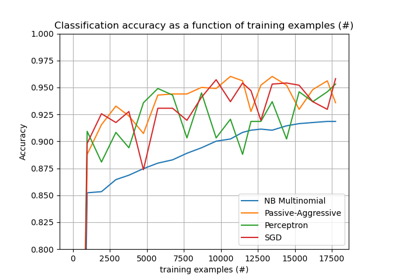 Classification accuracy as a function of training examples (#)
1.000
0.975
0.950
0.925
0.900
0.875
0.850
0.825
0.800
Accuracy
NB Multinomial
Passive-Aggressive
Perceptron
SGD
0 2500 5000 7500 10000 12500 15000 17500
training examples (#)